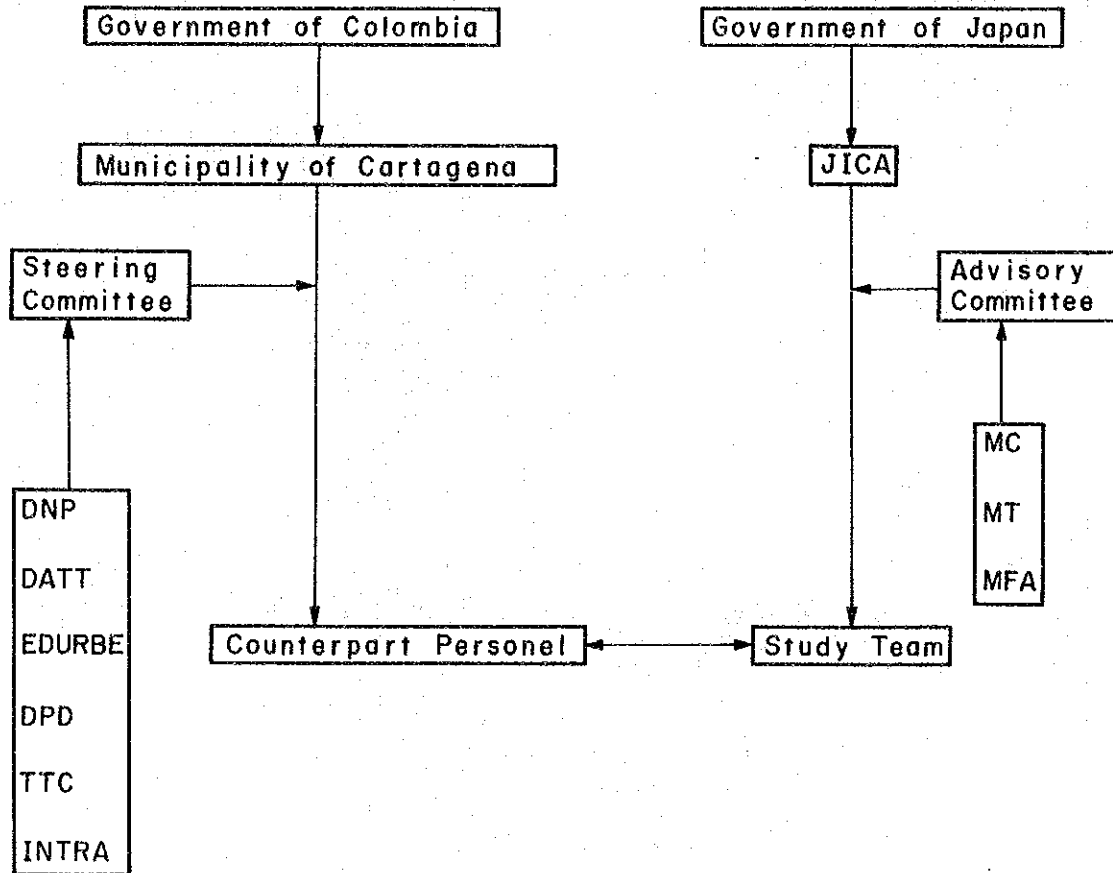 Government of Colombia
Government of Japan
Municipality of Cartagena
JICA
Steering
Committee
Advisory
Committee
MC
MT
MFA
DNP
DATT
EDURBE
DPD
TTC
INTRA
Counterpart Personel
Study Team